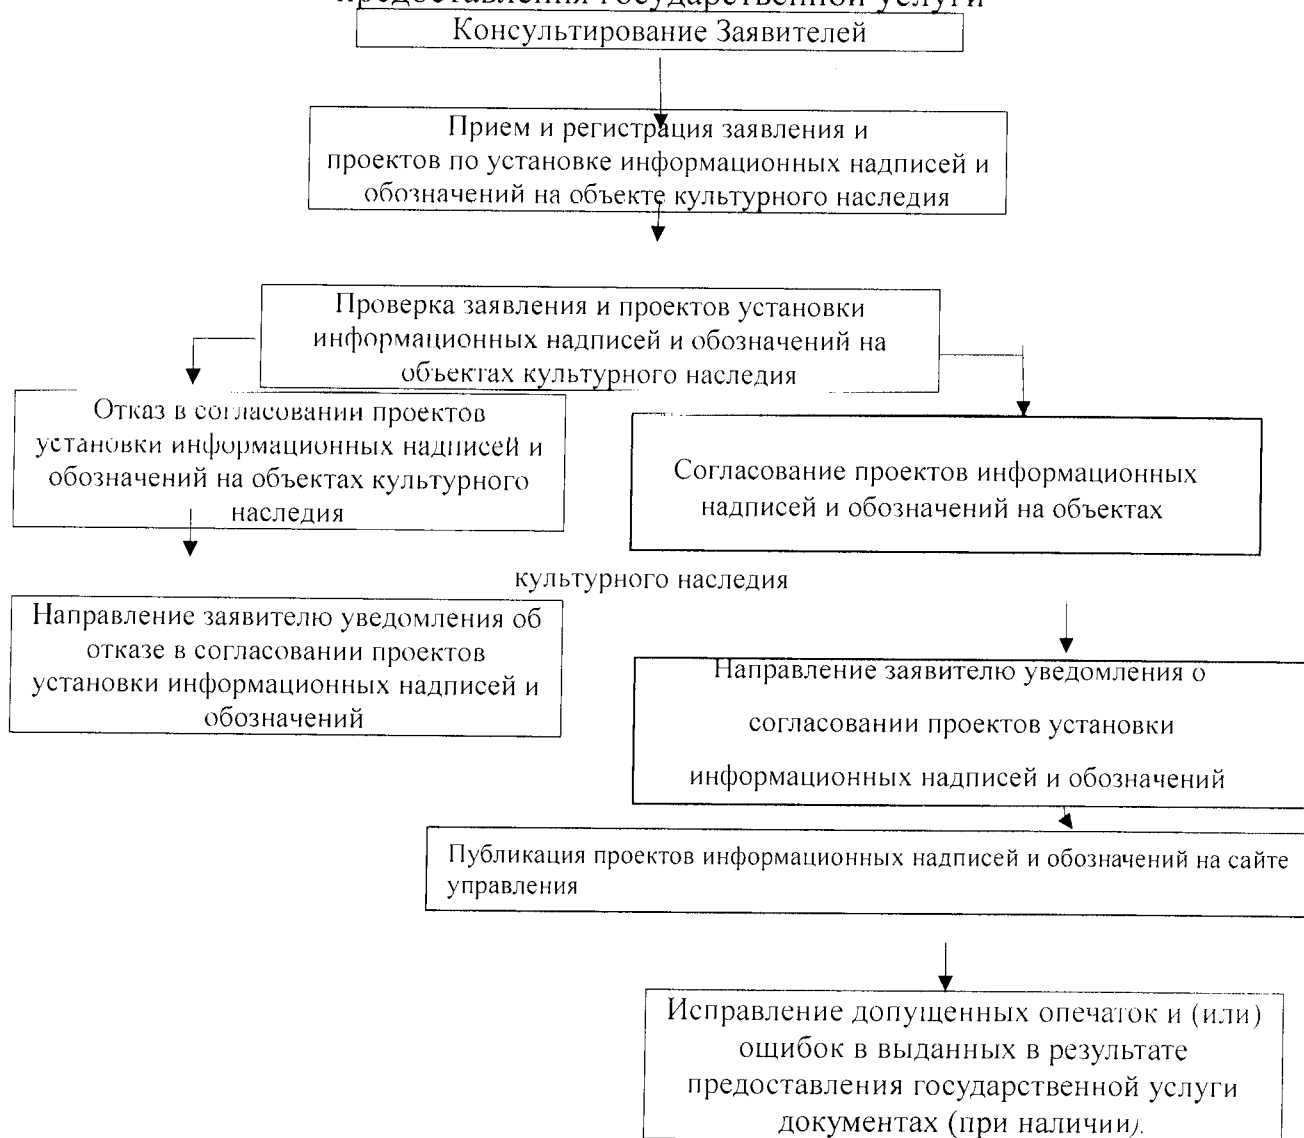 предоставления государственной услуги
Консультирование Заявителей
Прием и регистрация заявления и
проектов по установке информационных надписей и
обозначений на объекте культурного наследия
Проверка заявления и проектов установки
информационных надписей и обозначений на
объектах культурного наследия
Отказ в согласовании проектов
установки информационных надписей и
обозначений на объектах культурного
наследия
Согласование проектов информационных
надписей и обозначений на объектах
культурного наследия
Направление заявителю уведомления об
отказе в согласовании проектов
установки информационных надписей и
обозначений
Направление заявителю уведомления о
согласовании проектов установки
информационных надписей и обозначений
Публикация проектов информационных надписей и обозначений на сайте
управления
Исправление допущенных опечаток и (или)
ошибок в выданных в результате
предоставления государственной услуги
документах (при наличии).